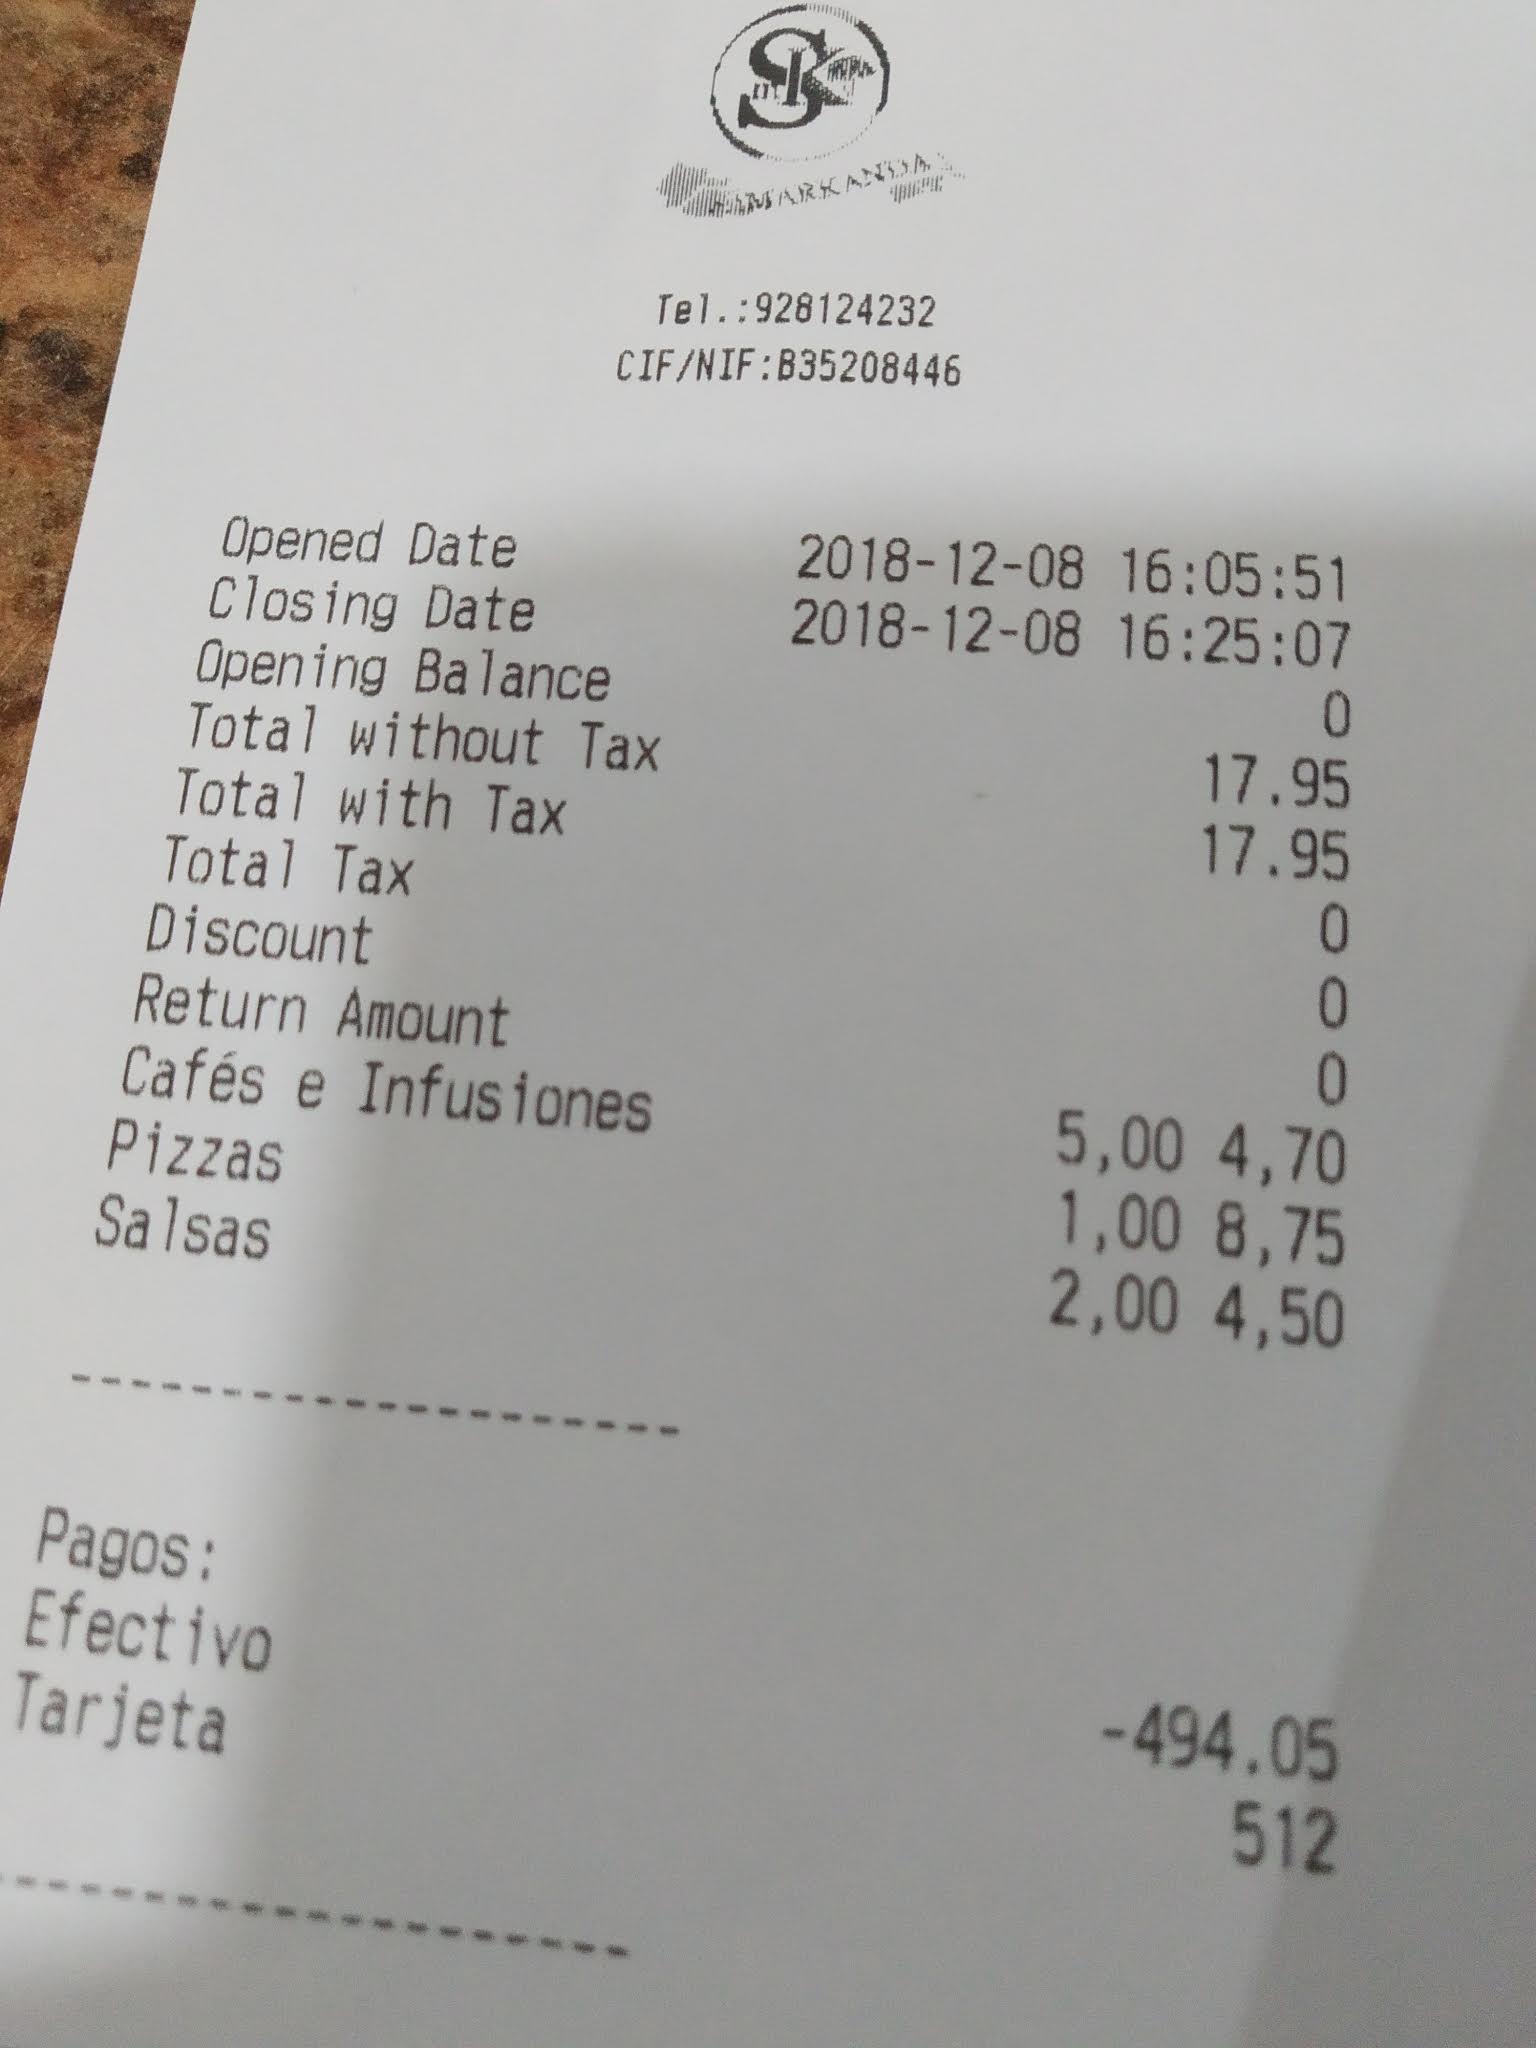 SK
Tel.:928124232
CIF/NIF:B35208446
Opened Date 2018-12-08 16:05:51
Closing Date 2018-12-08 16:25:07
Opening Balance 0
Total without Tax 17.95
Total with Tax 17.95
Total Tax 0
Discount 0
Return Amount 0
Cafés e Infusiones 5,00 4,70
Pizzas 1,00 8,75
Salsas 2,00 4,50
--------------------
Pagos:
Efectivo -494.05
Tarjeta 512
--------------------